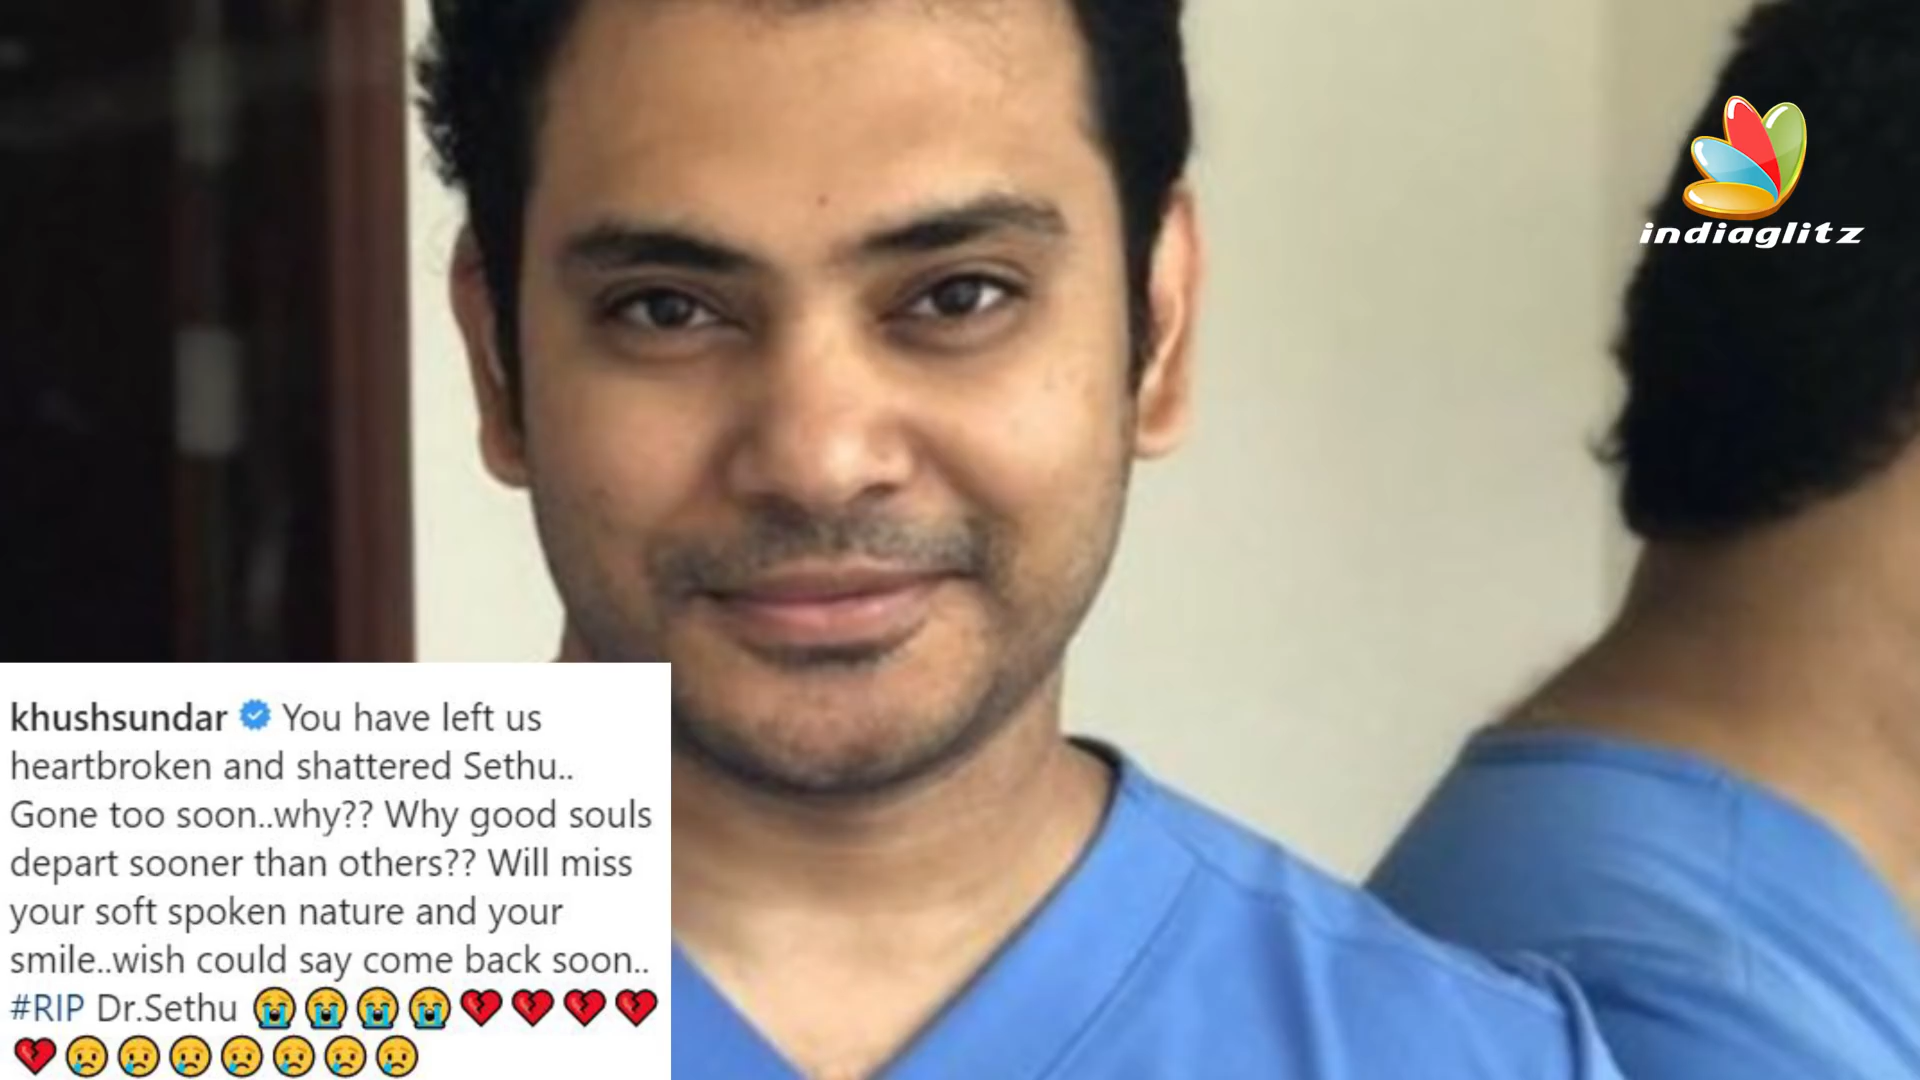 indiaglitz
khushsundar You have left us
heartbroken and shattered Sethu..
Gone too soon..why?? Why good souls
depart sooner than others?? Will miss
your soft spoken nature and your
smile..wish could say come back soon..
#RIP Dr.Sethu 😭😭😭😭💔💔💔💔
💔😢😢😢😢😢😢😢